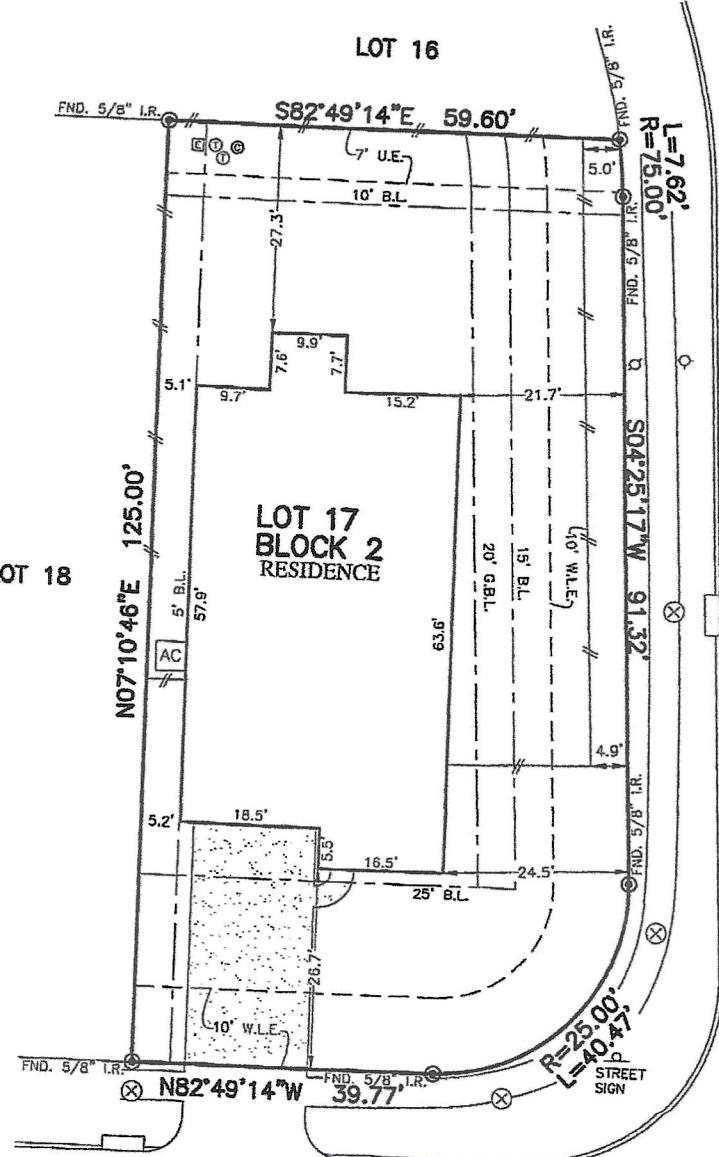 LOT 16
FND. 5/8" I.R.
S82°49'14"E 59.60'
FND. 5/8" I.R.
L=7.62'
R=75.00'
E T C
T
7' U.E.
5.0'
10' B.L.
27.3'
FND. 5/8" I.R.
9.9'
7.6'
7.7'
5.1'
9.7'
15.2'
21.7'
S04°25'17"W 91.32'
N07°10'46"E 125.00'
LOT 17
BLOCK 2
RESIDENCE
OT 18
5' B.L.
57.9'
63.6'
20' G.B.L.
15' B.L.
10' W.L.E.
AC
4.9'
5.2'
18.5'
5.5'
16.5'
24.5'
FND. 5/8" I.R.
25' B.L.
26.7'
10' W.L.E.
R=25.00'
L=40.47'
STREET
SIGN
FND. 5/8" I.R.
FND. 5/8" I.R.
N82°49'14"W 39.77'